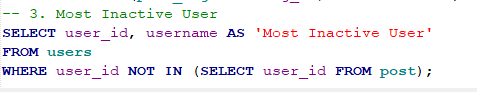 -- 3. Most Inactive User
SELECT user_id, username AS 'Most Inactive User'
FROM users
WHERE user_id NOT IN (SELECT user_id FROM post);